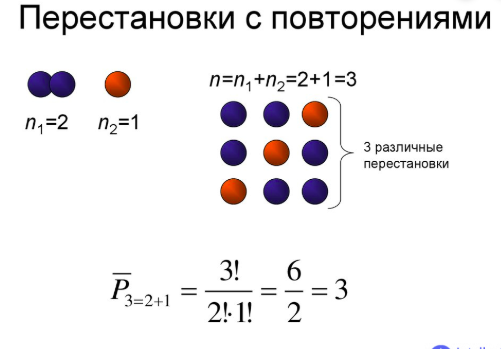 Перестановки с повторениями
n=n₁+n₂=2+1=3
n₁=2 n₂=1
3 различные
перестановки
P̅₃₌₂₊₁ = 3!/(2!·1!) = 6/2 = 3